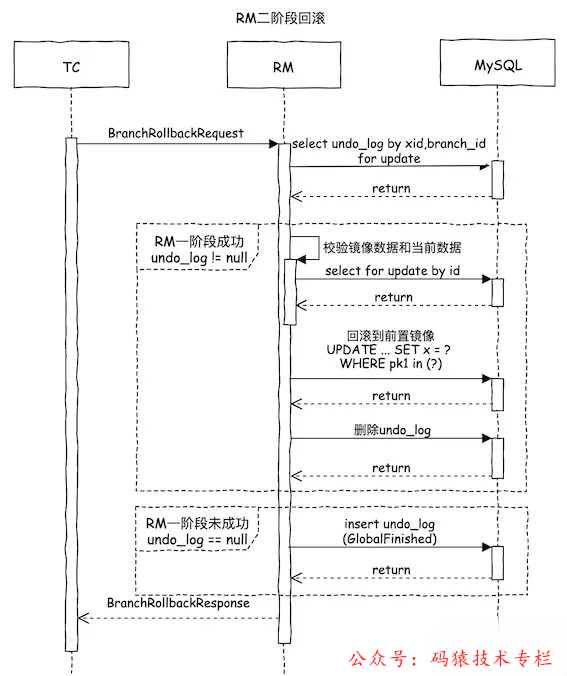 RM二阶段回滚
TC
RM
MySQL
BranchRollbackRequest
select undo_log by xid,branch_id
for update
return
RM一阶段成功
undo_log != null
校验镜像数据和当前数据
select for update by id
return
回滚到前置镜像
UPDATE ... SET x = ?
WHERE pk1 in (?)
return
删除undo_log
return
RM一阶段未成功
undo_log == null
insert undo_log
(GlobalFinished)
return
BranchRollbackResponse
公众号：码猿技术专栏